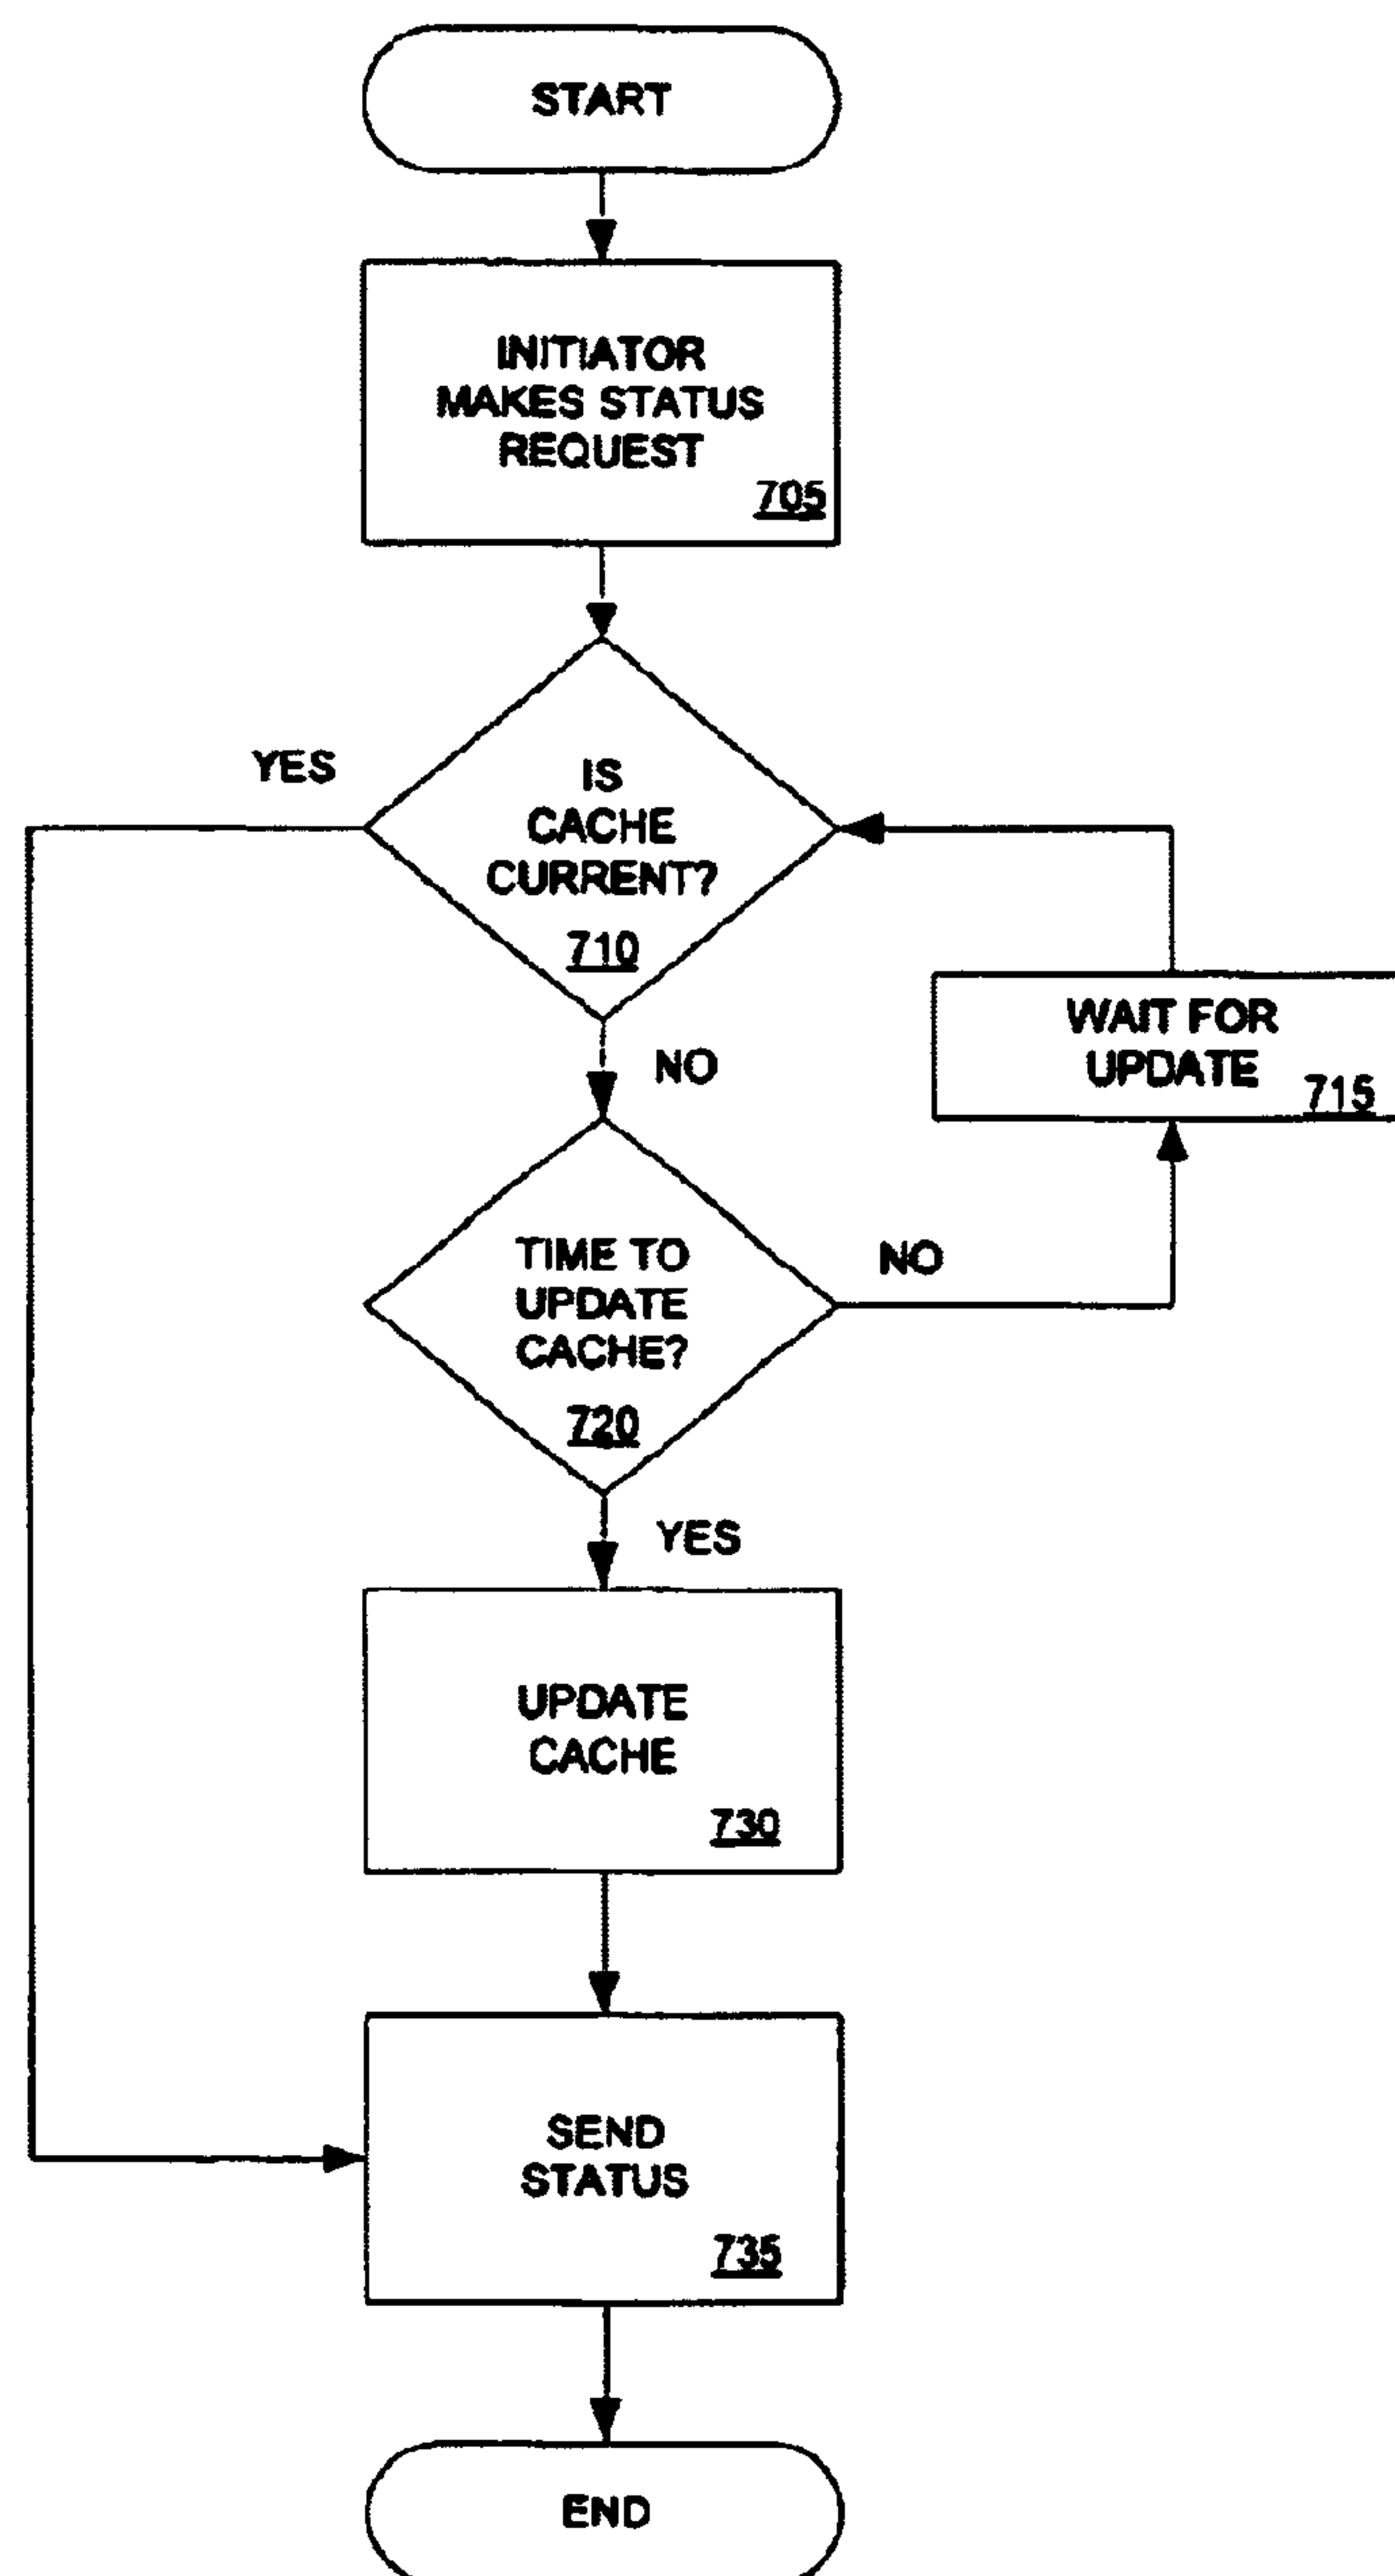 START
INITIATOR
MAKES STATUS
REQUEST
705
YES
IS
CACHE
CURRENT?
710
NO
WAIT FOR
UPDATE
715
TIME TO
UPDATE
CACHE?
720
NO
YES
UPDATE
CACHE
730
SEND
STATUS
735
END